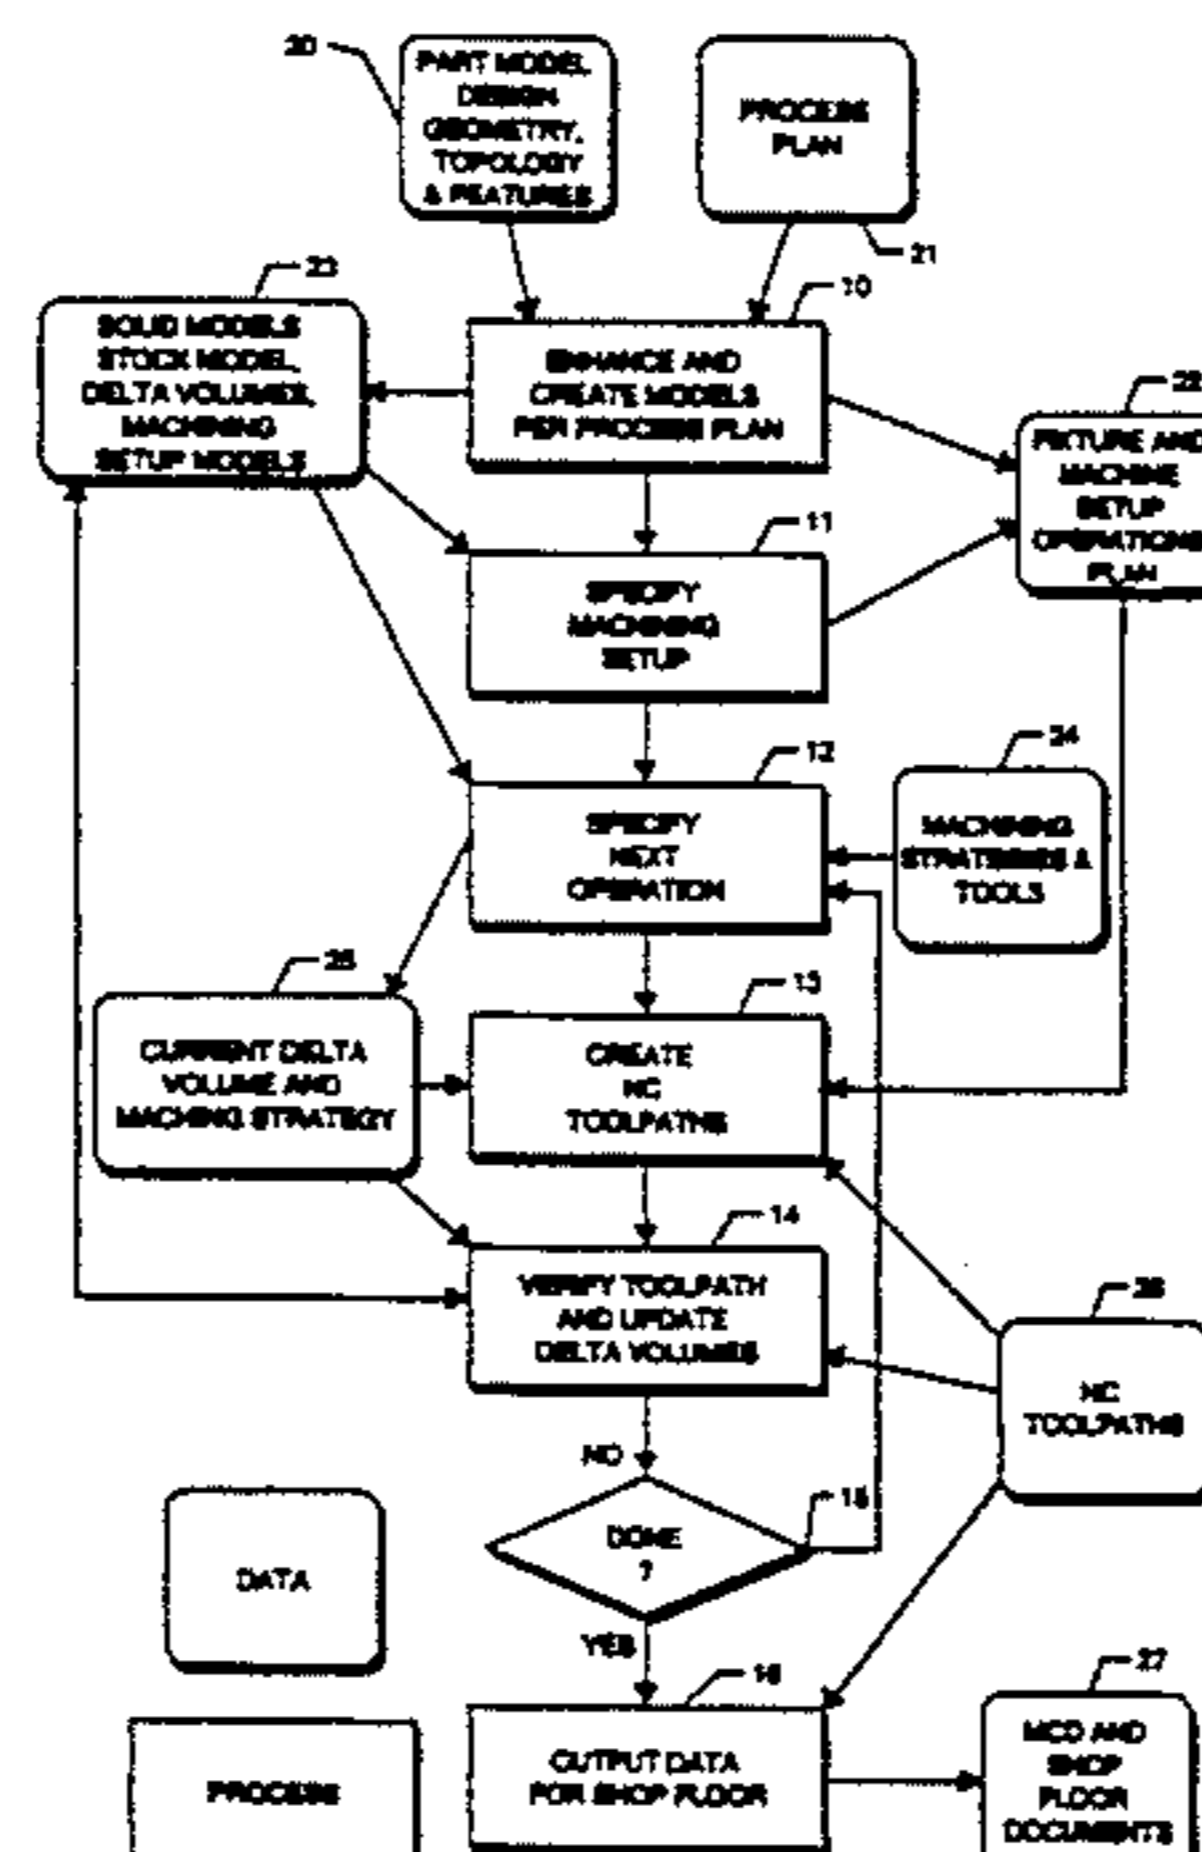 20
PART MODEL
DESIGN
GEOMETRY,
TOPOLOGY
& FEATURES
PROCESS
PLAN
21
23
SOLID MODELS
STOCK MODEL,
DELTA VOLUMES,
MACHINING
SETUP MODELS
10
ENHANCE AND
CREATE MODELS
PER PROCESS PLAN
22
FIXTURE AND
MACHINE
SETUP
OPERATIONS
PLAN
11
SPECIFY
MACHINING
SETUP
12
SPECIFY
NEXT
OPERATION
24
MACHINING
STRATEGIES &
TOOLS
25
CURRENT DELTA
VOLUME AND
MACHING STRATEGY
13
CREATE
NC
TOOLPATHS
14
VERIFY TOOLPATH
AND UPDATE
DELTA VOLUMES
26
NC
TOOLPATHS
NO
15
DONE
?
YES
DATA
PROCESS
16
OUTPUT DATA
FOR SHOP FLOOR
27
MCD AND
SHOP
FLOOR
DOCUMENTS